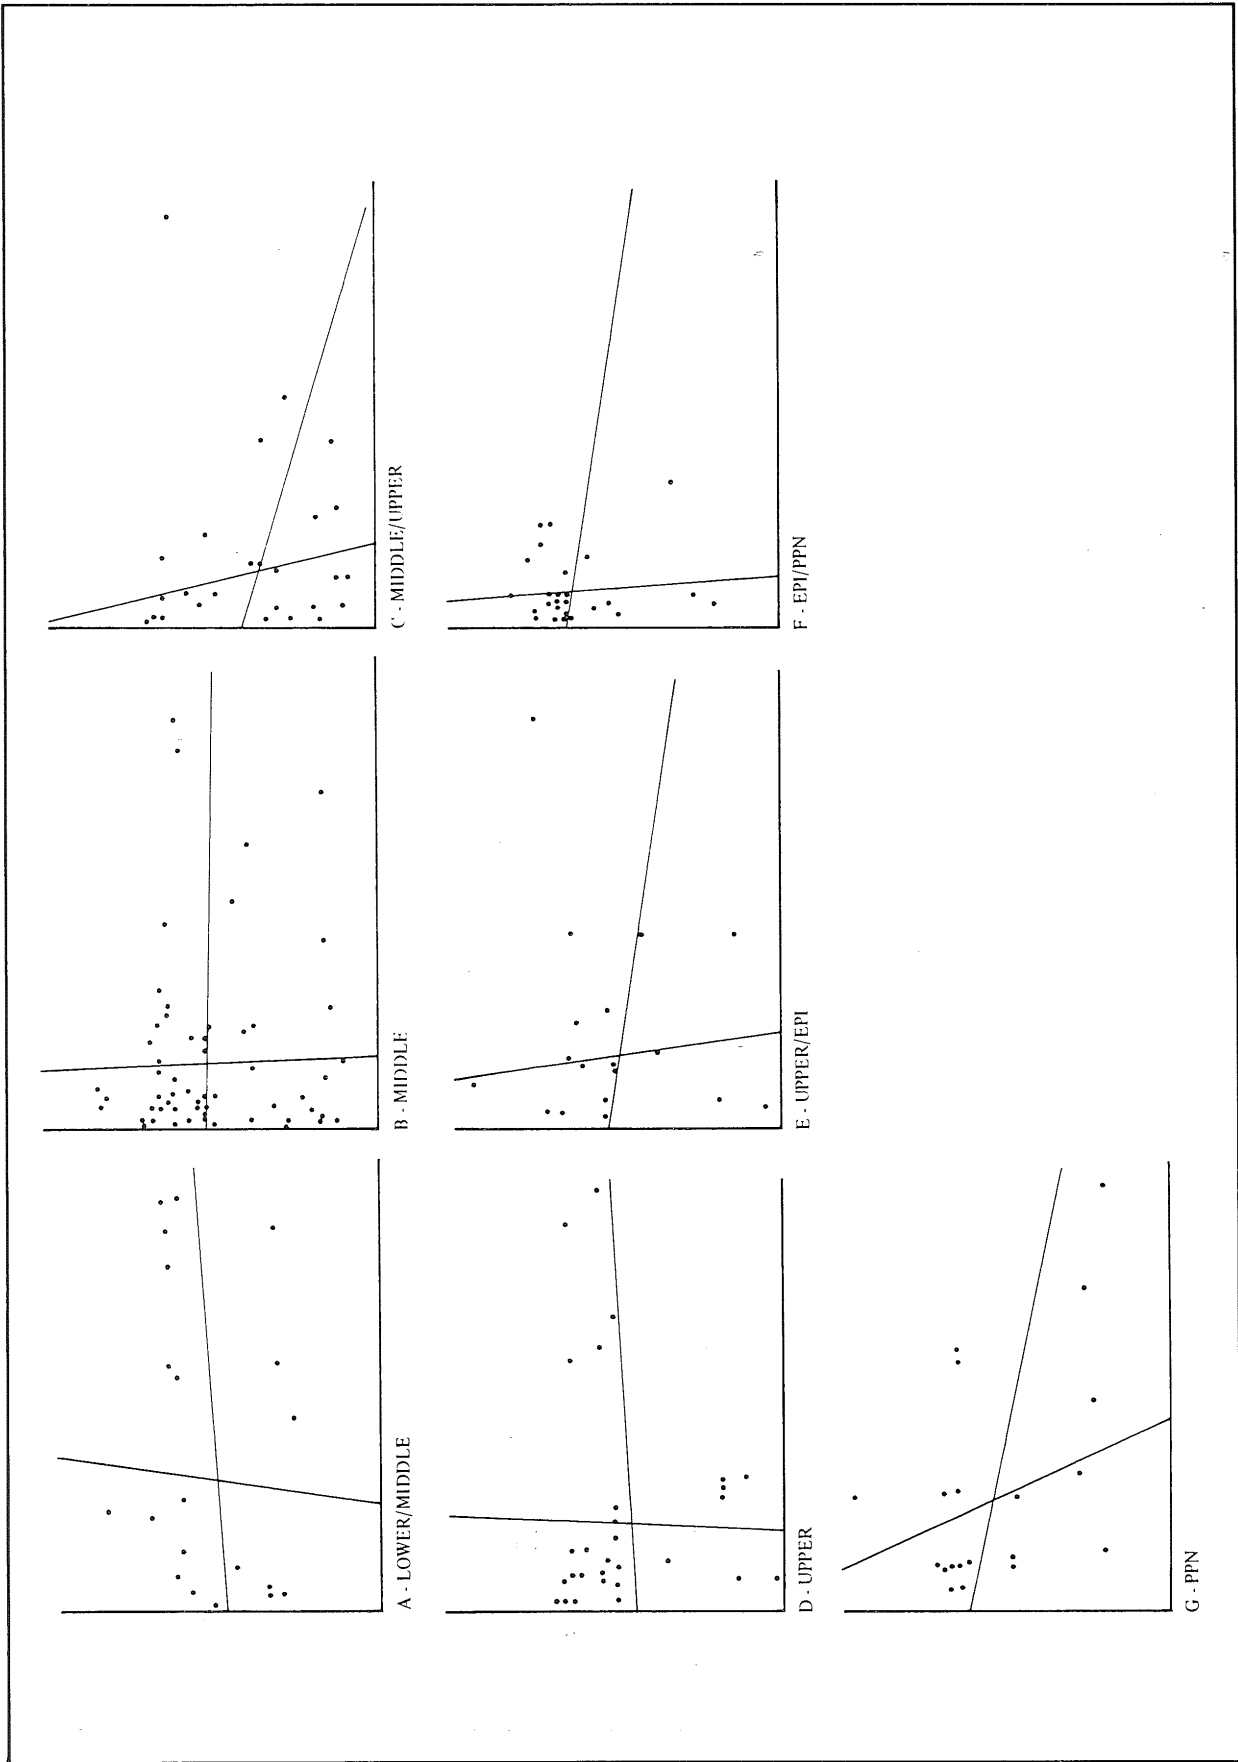 A - LOWER/MIDDLE
B - MIDDLE
C - MIDDLE/UPPER
D - UPPER
E - UPPER/EPI
F - EPI/PPN
G - PPN